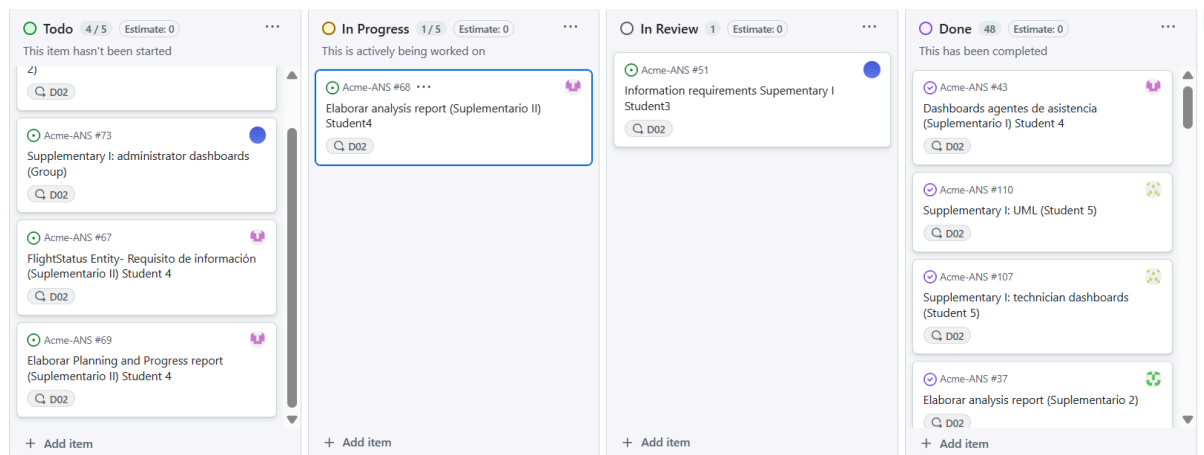 Todo 4 / 5 Estimate: 0 ...
This item hasn't been started
2)
D02
Acme-ANS #73
Supplementary I: administrator dashboards
(Group)
D02
Acme-ANS #67
FlightStatus Entity- Requisito de información
(Suplementario II) Student 4
D02
Acme-ANS #69
Elaborar Planning and Progress report
(Suplementario II) Student 4
D02
+ Add item
In Progress 1 / 5 Estimate: 0 ...
This is actively being worked on
Acme-ANS #68 ...
Elaborar analysis report (Suplementario II)
Student4
D02
+ Add item
In Review 1 Estimate: 0 ...
Acme-ANS #51
Information requirements Supementary I
Student3
D02
+ Add item
Done 48 Estimate: 0 ...
This has been completed
Acme-ANS #43
Dashboards agentes de asistencia
(Suplementario I) Student 4
D02
Acme-ANS #110
Supplementary I: UML (Student 5)
D02
Acme-ANS #107
Supplementary I: technician dashboards
(Student 5)
D02
Acme-ANS #37
Elaborar analysis report (Suplementario 2)
D02
+ Add item